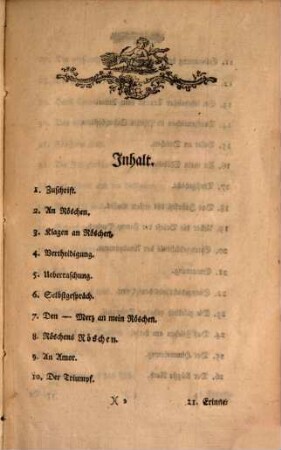 Inhalt.
1. Zuschrift.
2. An Röschen.
3. Klagen an Röschen.
4. Vertheidigung.
5. Ueberraschung.
6. Selbstgespräch.
7. Den — Merz an mein Röschen.
8. Röschens Röschen.
9. An Amor.
10. Der Triumpf.
X 2 11. Erinne-